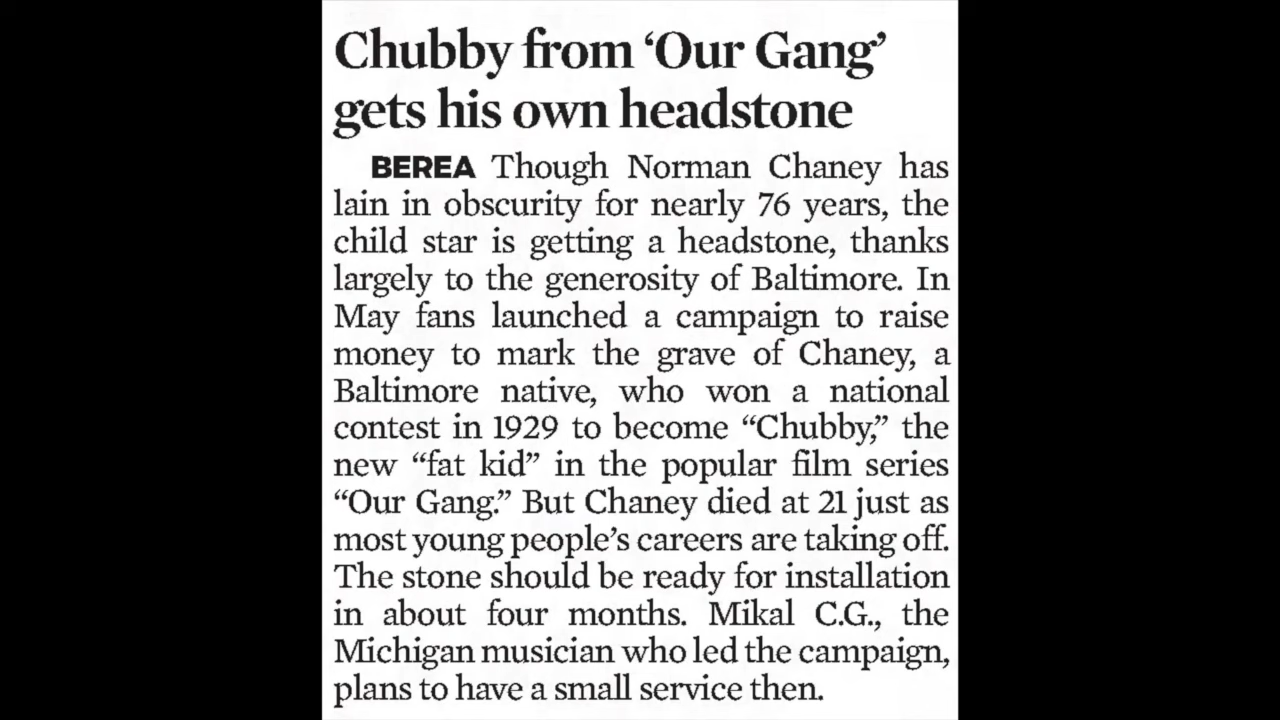 Chubby from ‘Our Gang’
gets his own headstone
BEREA Though Norman Chaney has
lain in obscurity for nearly 76 years, the
child star is getting a headstone, thanks
largely to the generosity of Baltimore. In
May fans launched a campaign to raise
money to mark the grave of Chaney, a
Baltimore native, who won a national
contest in 1929 to become “Chubby,” the
new “fat kid” in the popular film series
“Our Gang.” But Chaney died at 21 just as
most young people’s careers are taking off.
The stone should be ready for installation
in about four months. Mikal C.G., the
Michigan musician who led the campaign,
plans to have a small service then.